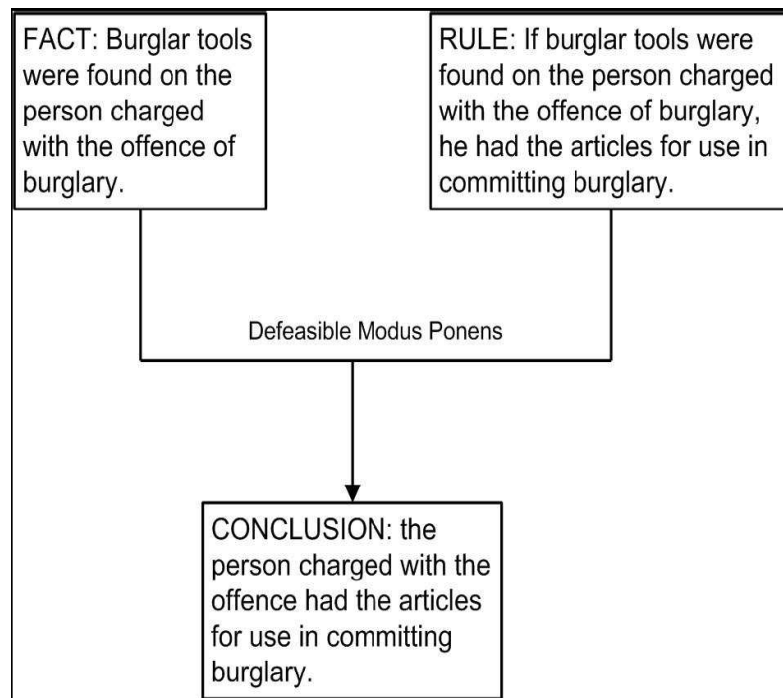 FACT: Burglar tools
were found on the
person charged
with the offence of
burglary.
RULE: If burglar tools were
found on the person charged
with the offence of burglary,
he had the articles for use in
committing burglary.
Defeasible Modus Ponens
CONCLUSION: the
person charged with the
offence had the articles
for use in committing
burglary.